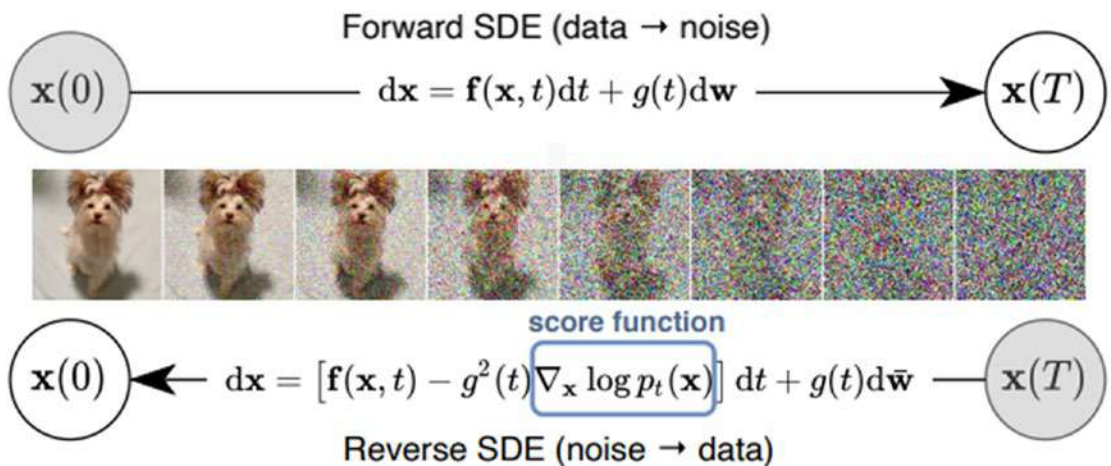 Forward SDE (data → noise)
x(0) dx = f(x, t)dt + g(t)dw x(T)
score function
x(0) dx = [f(x, t) − g²(t)∇ₓ log pₜ(x)] dt + g(t)dw̄ x(T)
Reverse SDE (noise → data)